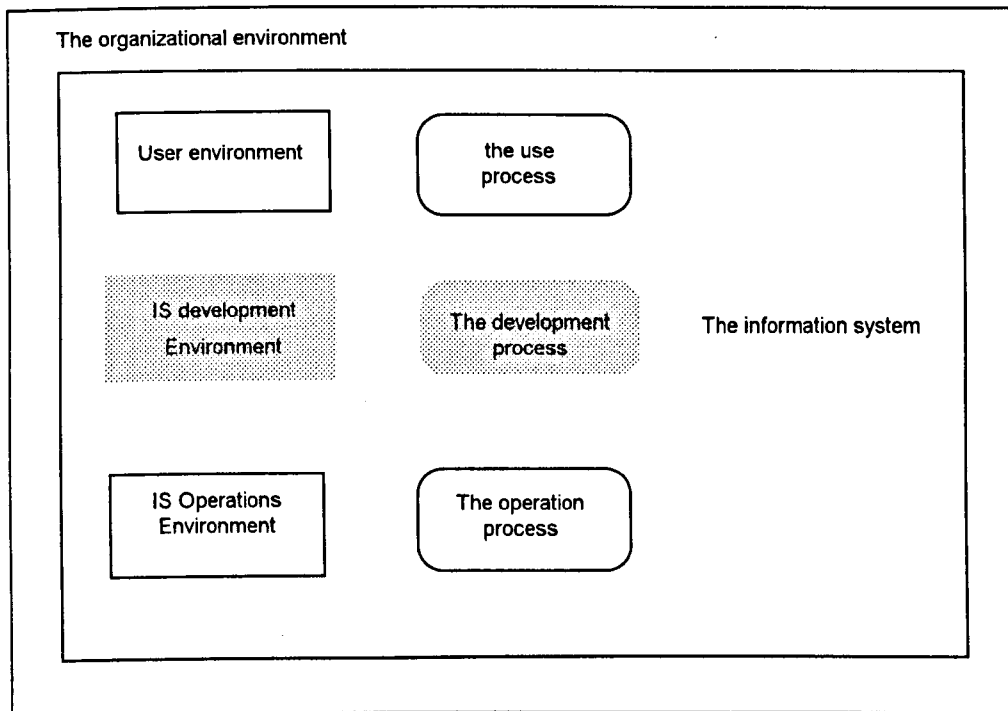 The organizational environment
User environment
the use
process
IS development
Environment
The development
process
The information system
IS Operations
Environment
The operation
process